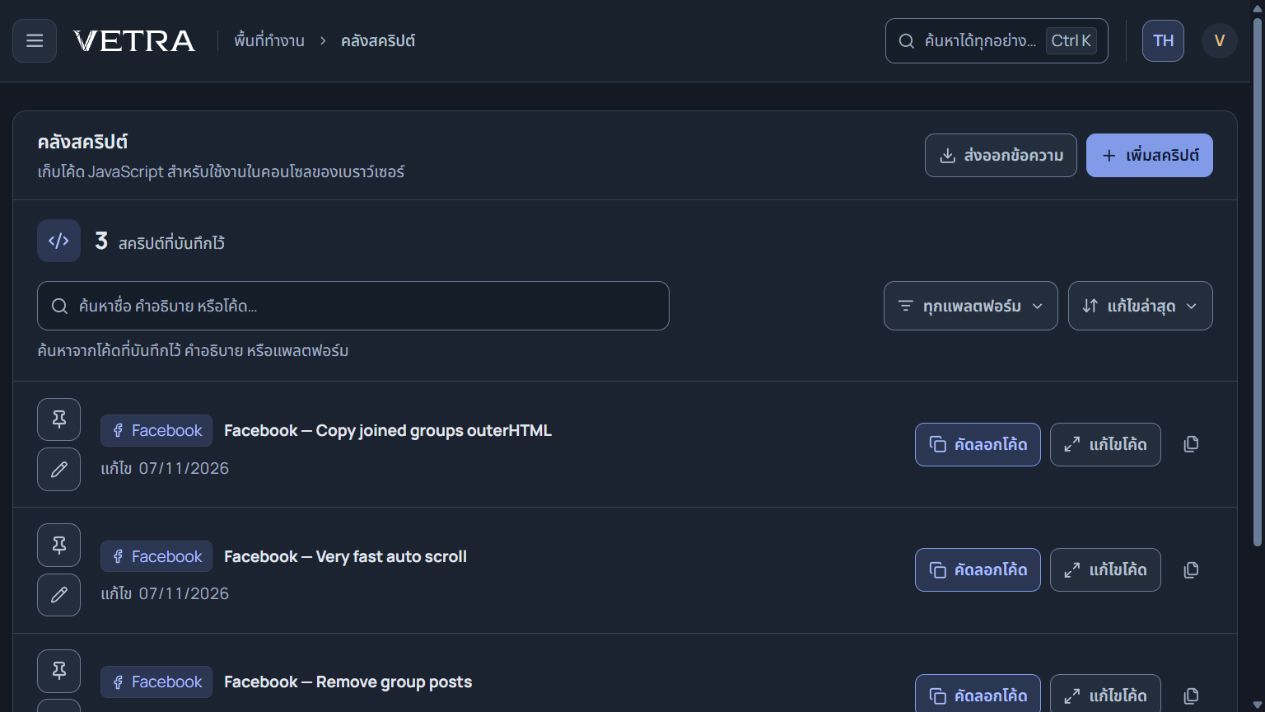 VETRA พื้นที่ทำงาน › คลังสคริปต์ ค้นหาได้ทุกอย่าง... Ctrl K TH V
คลังสคริปต์
เก็บโค้ด JavaScript สำหรับใช้งานในคอนโซลของเบราว์เซอร์
ส่งออกข้อความ + เพิ่มสคริปต์
</> 3 สคริปต์ที่บันทึกไว้
ค้นหาชื่อ คำอธิบาย หรือโค้ด... ทุกแพลตฟอร์ม แก้ไขล่าสุด
ค้นหาจากโค้ดที่บันทึกไว้ คำอธิบาย หรือแพลตฟอร์ม
Facebook Facebook — Copy joined groups outerHTML
แก้ไข 07/11/2026
คัดลอกโค้ด แก้ไขโค้ด
Facebook Facebook — Very fast auto scroll
แก้ไข 07/11/2026
คัดลอกโค้ด แก้ไขโค้ด
Facebook Facebook — Remove group posts
คัดลอกโค้ด แก้ไขโค้ด